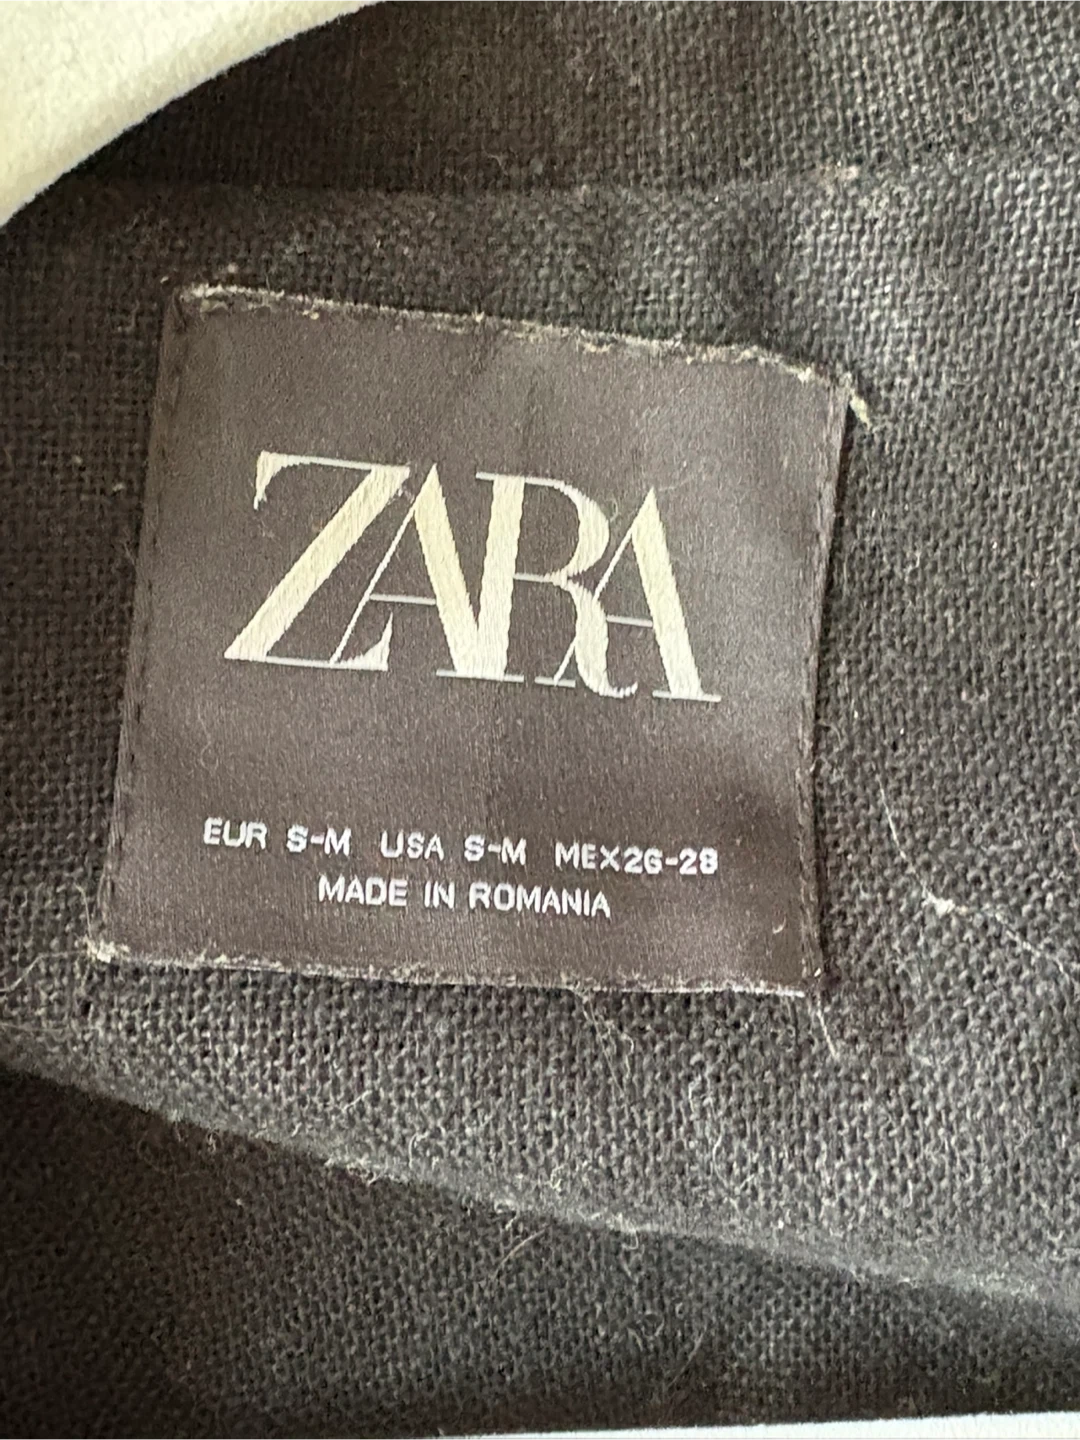 ZARA
EUR S-M USA S-M MEX26-28
MADE IN ROMANIA